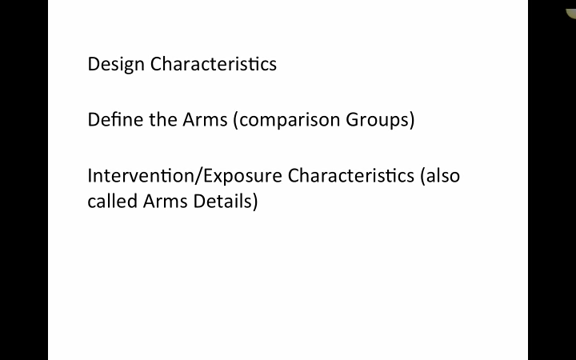 Design Characteristics
Define the Arms (comparison Groups)
Intervention/Exposure Characteristics (also
called Arms Details)